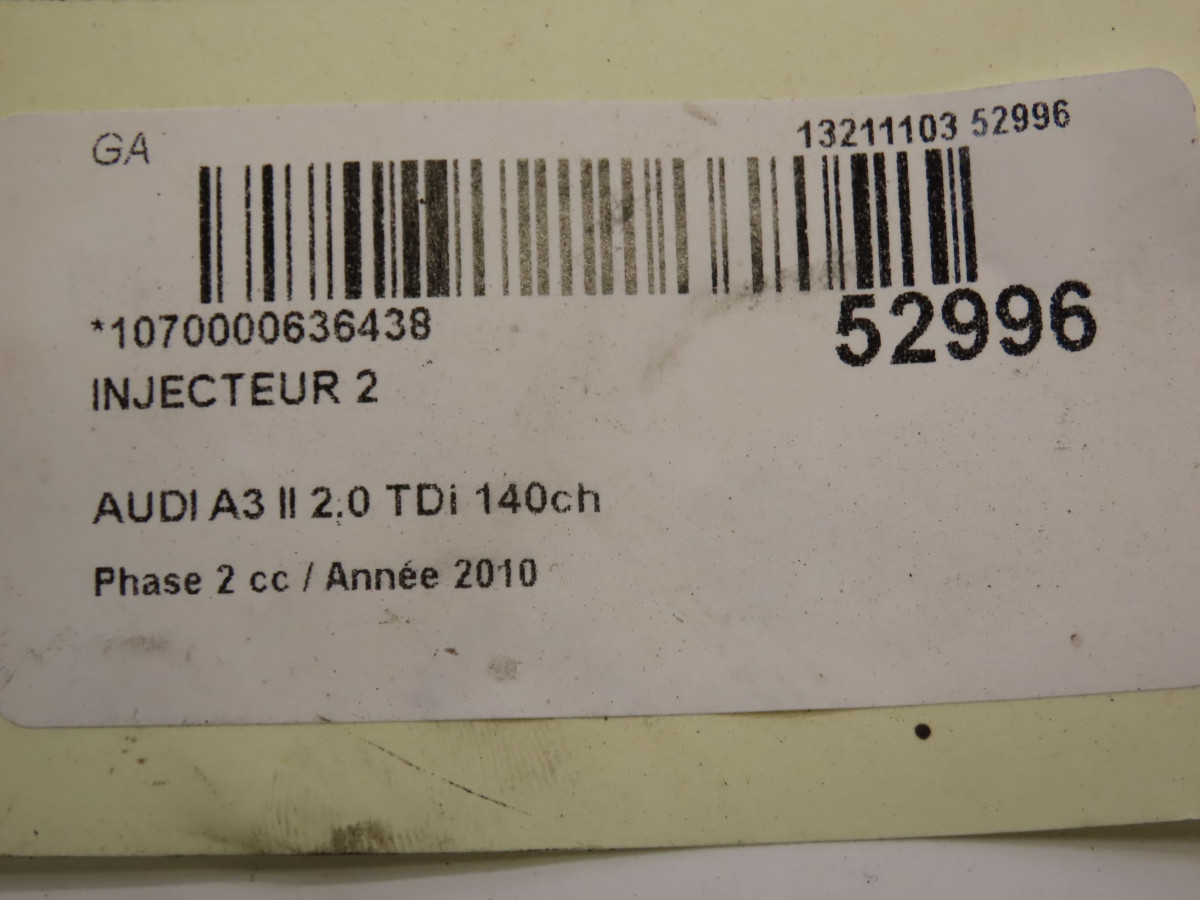 GA
13211103 52996
*1070000636438
52996
INJECTEUR 2
AUDI A3 II 2.0 TDi 140ch
Phase 2 cc / Année 2010